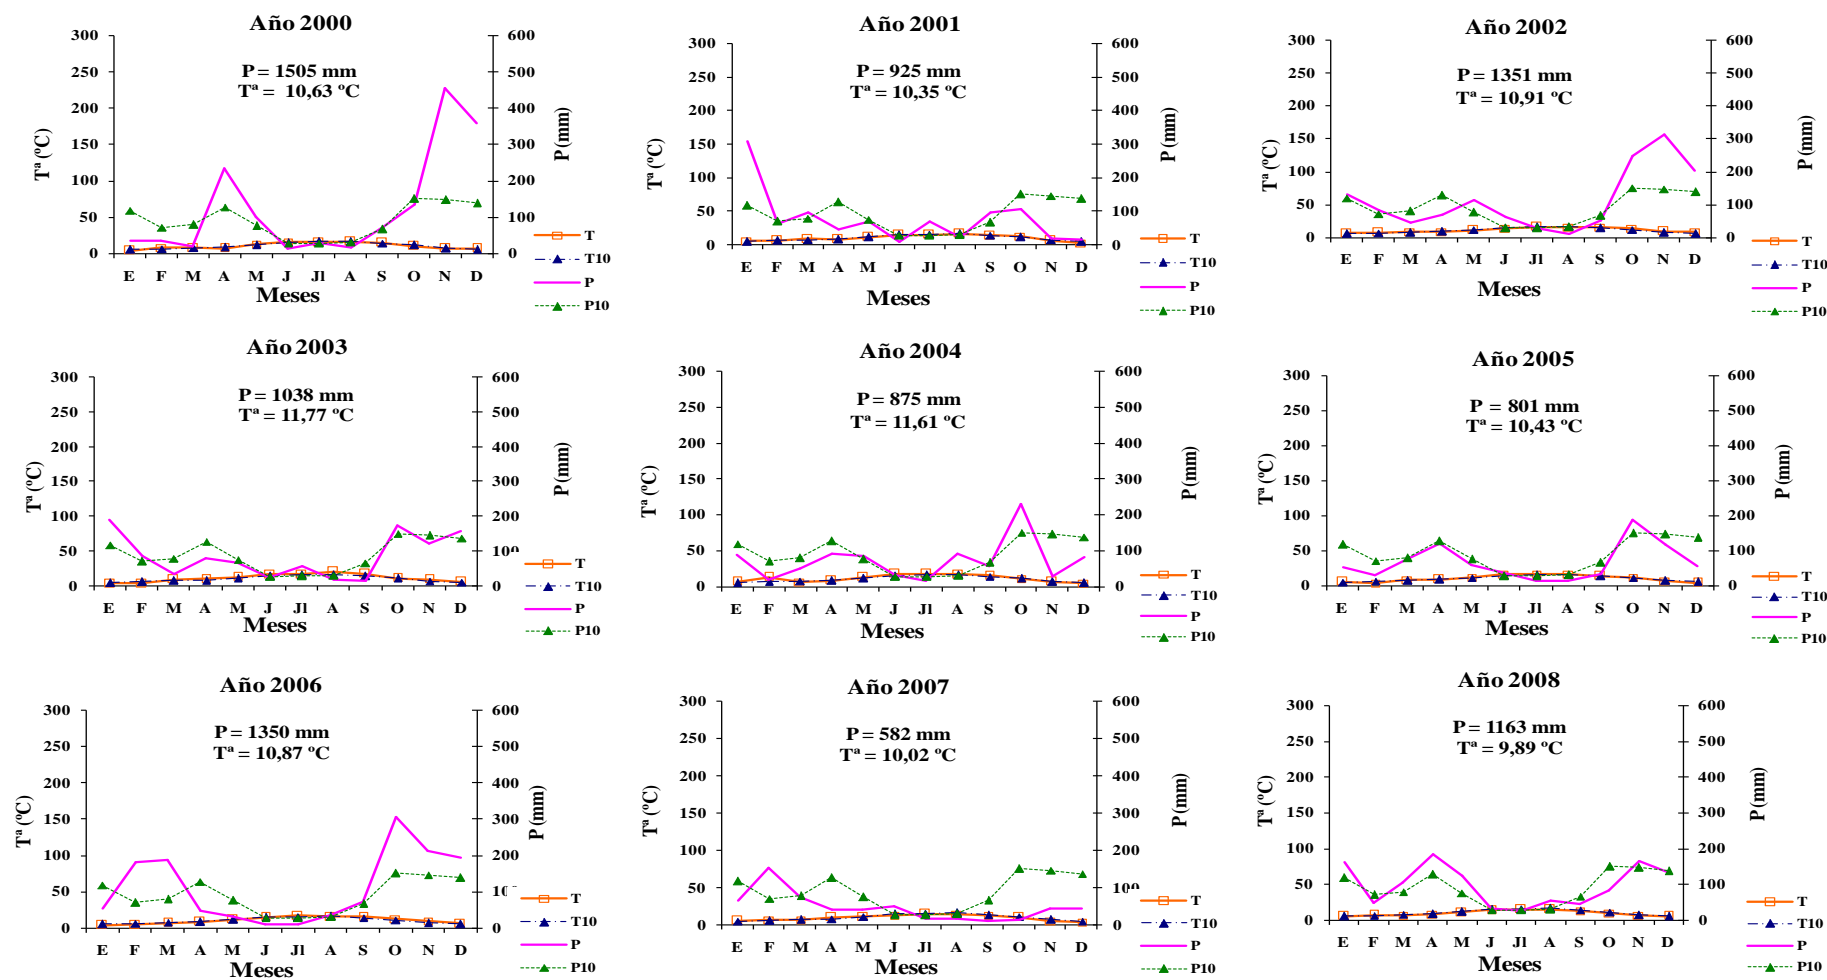 Año 2000
P = 1505 mm
Tª = 10,63 ºC
300
250
200
150
100
50
0
Tª (ºC)
600
500
400
300
200
100
0
P (mm)
E F M A M J Jl A S O N D
Meses
T
T10
P
P10
Año 2001
P = 925 mm
Tª = 10,35 ºC
300
250
200
150
100
50
0
Tª (ºC)
600
500
400
300
200
100
0
P (mm)
E F M A M J Jl A S O N D
Meses
T
T10
P
P10
Año 2002
P = 1351 mm
Tª = 10,91 ºC
300
250
200
150
100
50
0
Tª (ºC)
600
500
400
300
200
100
0
P (mm)
E F M A M J Jl A S O N D
Meses
T
T10
P
P10
Año 2003
P = 1038 mm
Tª = 11,77 ºC
300
250
200
150
100
50
0
Tª (ºC)
600
500
400
300
200
0
P (mm)
E F M A M J Jl A S O N D
Meses
T
T10
P
P10
Año 2004
P = 875 mm
Tª = 11,61 ºC
300
250
200
150
100
50
0
Tª (ºC)
600
500
400
300
200
100
0
P (mm)
E F M A M J Jl A S O N D
Meses
T
T10
P
P10
Año 2005
P = 801 mm
Tª = 10,43 ºC
300
250
200
150
100
50
0
Tª (ºC)
600
500
400
300
200
100
0
P (mm)
E F M A M J Jl A S O N D
Meses
T
T10
P
P10
Año 2006
P = 1350 mm
Tª = 10,87 ºC
300
250
200
150
100
50
0
Tª (ºC)
600
500
400
300
200
0
P (mm)
E F M A M J Jl A S O N D
Meses
T
T10
P
P10
Año 2007
P = 582 mm
Tª = 10,02 ºC
300
250
200
150
100
50
0
Tª (ºC)
600
500
400
300
200
100
0
P (mm)
E F M A M J Jl A S O N D
Meses
T
T10
P
P10
Año 2008
P = 1163 mm
Tª = 9,89 ºC
300
250
200
150
100
50
0
Tª (ºC)
600
500
400
300
200
100
0
P (mm)
E F M A M J Jl A S O N D
Meses
T
T10
P
P10